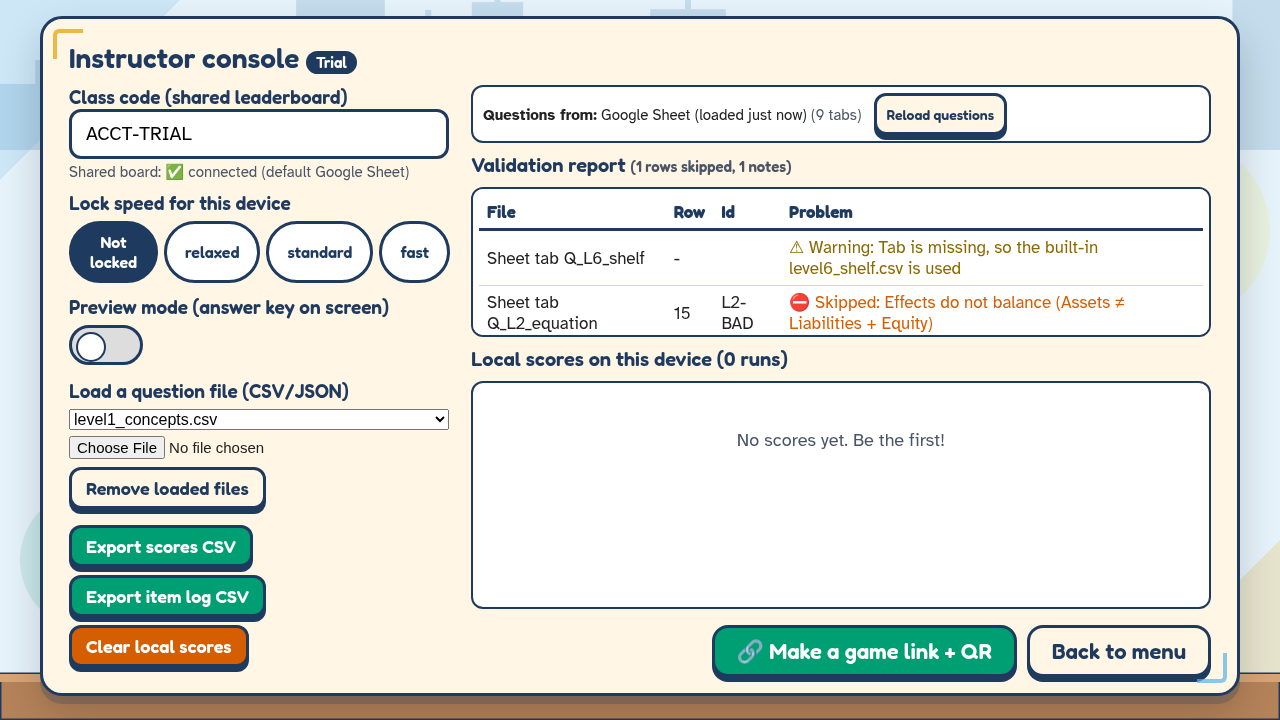 Instructor console Trial
Class code (shared leaderboard)
ACCT-TRIAL
Shared board: ✅ connected (default Google Sheet)
Lock speed for this device
Not
locked
relaxed
standard
fast
Preview mode (answer key on screen)
Load a question file (CSV/JSON)
level1_concepts.csv
Choose File No file chosen
Remove loaded files
Export scores CSV
Export item log CSV
Clear local scores
Questions from: Google Sheet (loaded just now) (9 tabs) Reload questions
Validation report (1 rows skipped, 1 notes)
File Row Id Problem
Sheet tab Q_L6_shelf - ⚠ Warning: Tab is missing, so the built-in
level6_shelf.csv is used
Sheet tab
Q_L2_equation
15
L2-
BAD
⛔ Skipped: Effects do not balance (Assets ≠
Liabilities + Equity)
Local scores on this device (0 runs)
No scores yet. Be the first!
🔗 Make a game link + QR
Back to menu